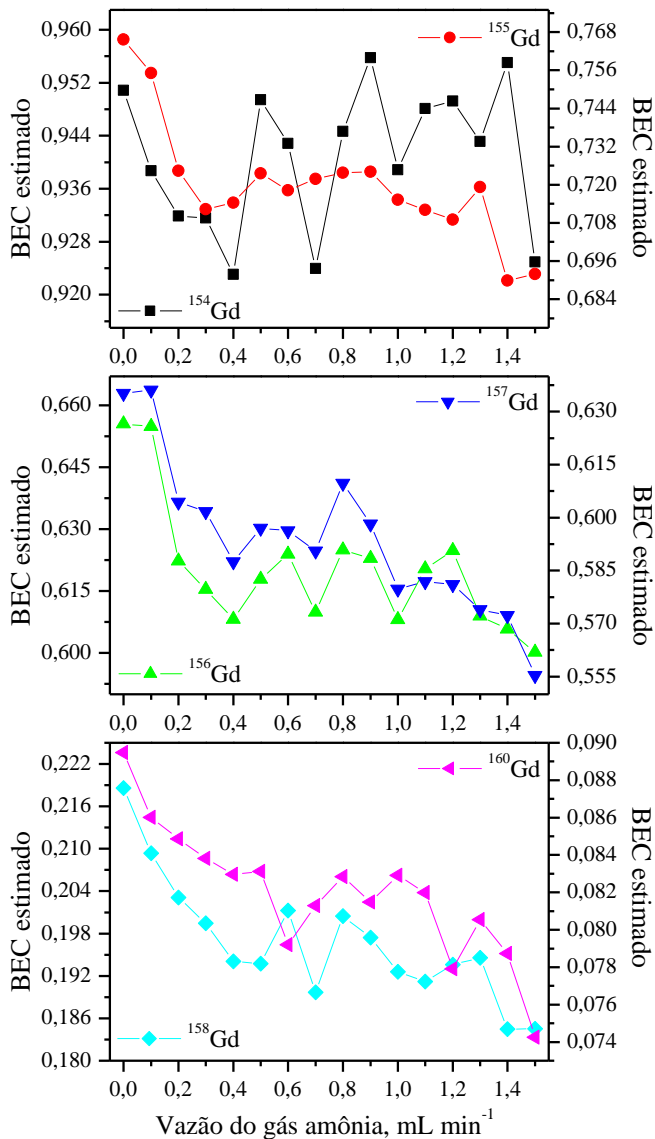 0,960
0,952
0,944
0,936
0,928
0,920
BEC estimado
0,768
0,756
0,744
0,732
0,720
0,708
0,696
0,684
BEC estimado
155Gd
154Gd
0,0 0,2 0,4 0,6 0,8 1,0 1,2 1,4
0,660
0,645
0,630
0,615
0,600
BEC estimado
0,630
0,615
0,600
0,585
0,570
0,555
BEC estimado
157Gd
156Gd
0,0 0,2 0,4 0,6 0,8 1,0 1,2 1,4
0,222
0,216
0,210
0,204
0,198
0,192
0,186
0,180
BEC estimado
0,090
0,088
0,086
0,084
0,082
0,080
0,078
0,076
0,074
BEC estimado
160Gd
158Gd
0,0 0,2 0,4 0,6 0,8 1,0 1,2 1,4
Vazão do gás amônia, mL min-1